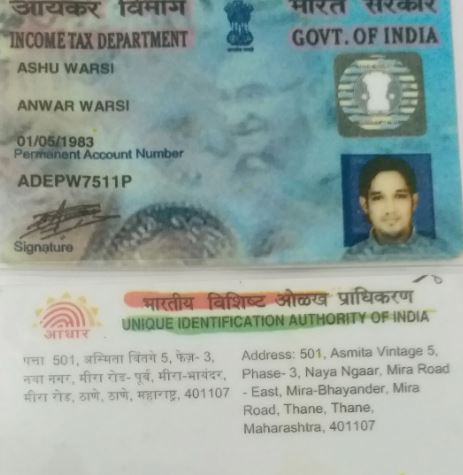 आयकर विभाग
भारत सरकार
INCOME TAX DEPARTMENT
GOVT. OF INDIA
ASHU WARSI
ANWAR WARSI
01/05/1983
Permanent Account Number
ADEPW7511P
Signature
भारतीय विशिष्ट ओळख प्राधिकरण
आधार
UNIQUE IDENTIFICATION AUTHORITY OF INDIA
पत्ता 501, अस्मिता विंतगे 5, फेज- 3,
नया नगर, मीरा रोड- पूर्व, मीरा-भायंदर,
मीरा रोड, ठाणे, ठाणे, महाराष्ट्र, 401107
Address: 501, Asmita Vintage 5,
Phase- 3, Naya Ngaar, Mira Road
- East, Mira-Bhayander, Mira
Road, Thane, Thane,
Maharashtra, 401107